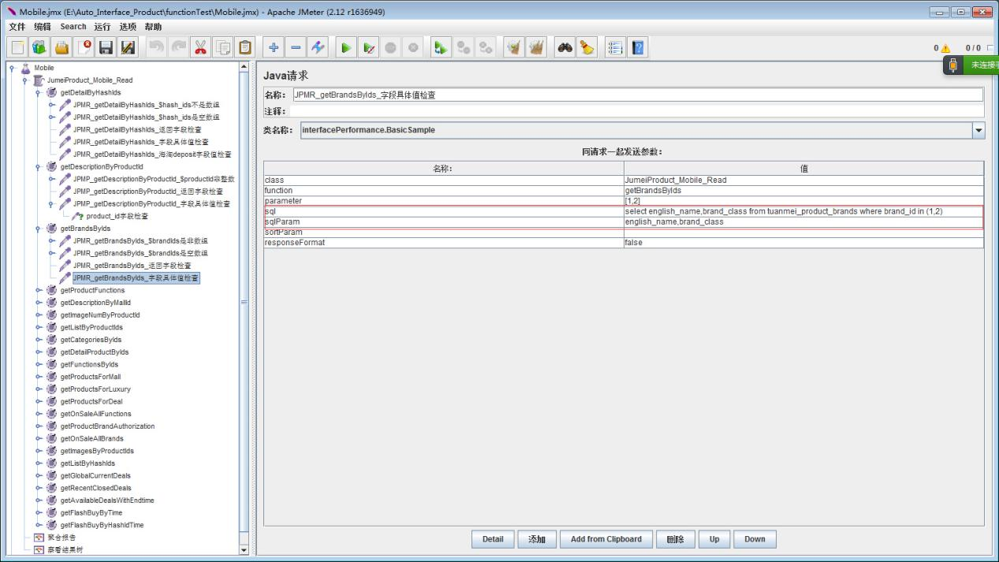 Mobile.jmx (E:\Auto_Interface_Product\functionTest\Mobile.jmx) - Apache JMeter (2.12 r1636949)
文件 编辑 Search 运行 选项 帮助
0 0 / 0
未连接
Mobile
JumeiProduct_Mobile_Read
getDetailByHashIds
JPMR_getDetailByHashIds_$hash_ids不是数组
JPMR_getDetailByHashIds_$hash_ids是空数组
JPMR_getDetailByHashIds_返回字段检查
JPMR_getDetailByHashIds_字段具体值检查
JPMR_getDetailByHashIds_海淘deposit字段值检查
getDescriptionByProductId
JPMP_getDescriptionByProductId_$productId非整数
JPMP_getDescriptionByProductId_返回字段检查
JPMP_getDescriptionByProductId_字段具体值检查
product_id字段检查
getBrandsByIds
JPMR_getBrandsByIds_$brandIds是非数组
JPMR_getBrandsByIds_$brandIds是空数组
JPMR_getBrandsByIds_返回字段检查
JPMR_getBrandsByIds_字段具体值检查
getProductFunctions
getDescriptionByMallId
getImageNumByProductId
getListByProductIds
getCategoriesByIds
getDetailProductByIds
getFunctionsByIds
getProductsForMall
getProductsForLuxury
getProductsForDeal
getOnSaleAllFunctions
getProductBrandAuthorization
getOnSaleAllBrands
getImagesByProductIds
getListByHashIds
getGlobalCurrentDeals
getRecentClosedDeals
getAvailableDealsWithEndtime
getFlashBuyByTime
getFlashBuyByHashIdTime
聚合报告
察看结果树
Java请求
名称： JPMR_getBrandsByIds_字段具体值检查
注释：
类名称： interfacePerformance.BasicSample
同请求一起发送参数：
名称： 值
class JumeiProduct_Mobile_Read
function getBrandsByIds
parameter [1,2]
sql select english_name,brand_class from tuanmei_product_brands where brand_id in (1,2)
sqlParam english_name,brand_class
sortParam
responseFormat false
Detail 添加 Add from Clipboard 删除 Up Down